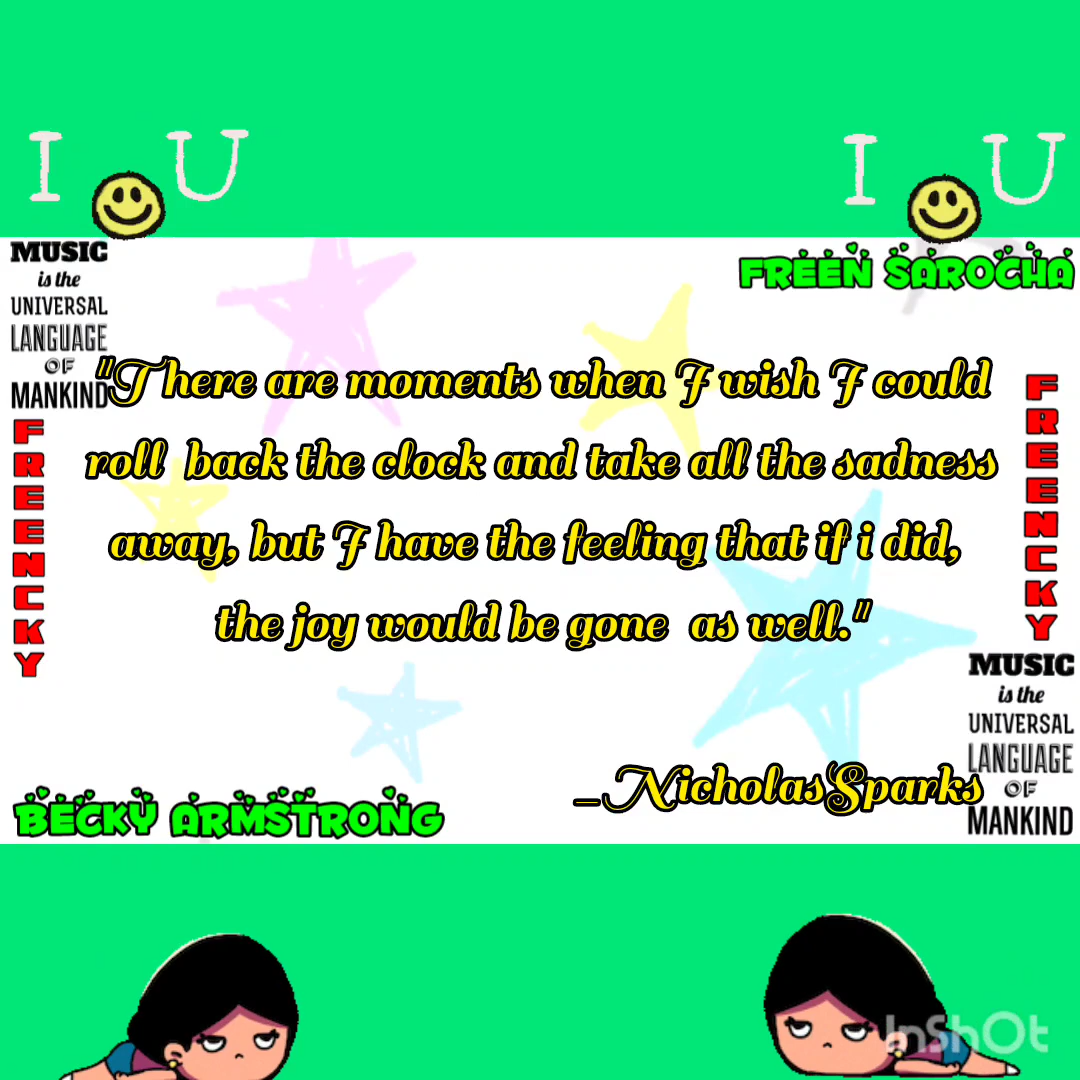 I U
I U
MUSIC
is the
UNIVERSAL
LANGUAGE
OF
MANKIND
FREEN SAROCHA
"There are moments when I wish I could
roll back the clock and take all the sadness
away, but I have the feeling that if i did,
the joy would be gone as well."
_NicholasSparks
FREENCKY
FREENCKY
MUSIC
is the
UNIVERSAL
LANGUAGE
OF
MANKIND
BECKY ARMSTRONG
InShOt